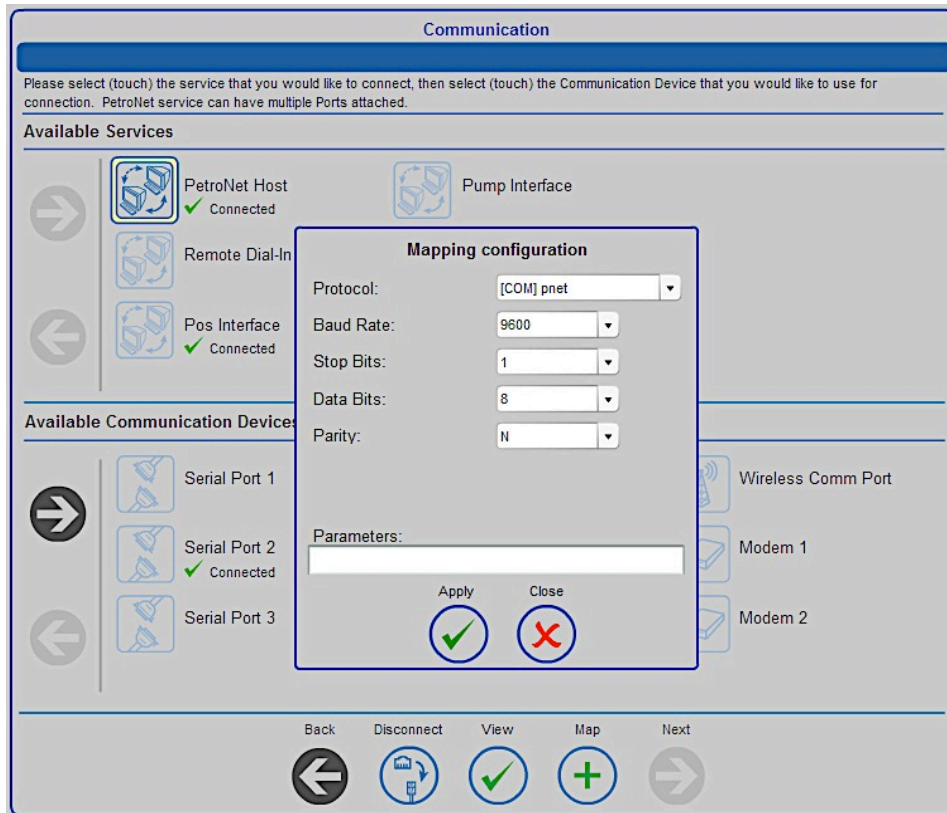 Communication
Please select (touch) the service that you would like to connect, then select (touch) the Communication Device that you would like to use for
connection. PetroNet service can have multiple Ports attached.
Available Services
PetroNet Host
Connected
Pump Interface
Remote Dial-In
Pos Interface
Connected
Mapping configuration
Protocol: [COM] pnet
Baud Rate: 9600
Stop Bits: 1
Data Bits: 8
Parity: N
Parameters:
Apply Close
Available Communication Devices
Serial Port 1
Wireless Comm Port
Serial Port 2
Connected
Modem 1
Serial Port 3
Modem 2
Back Disconnect View Map Next